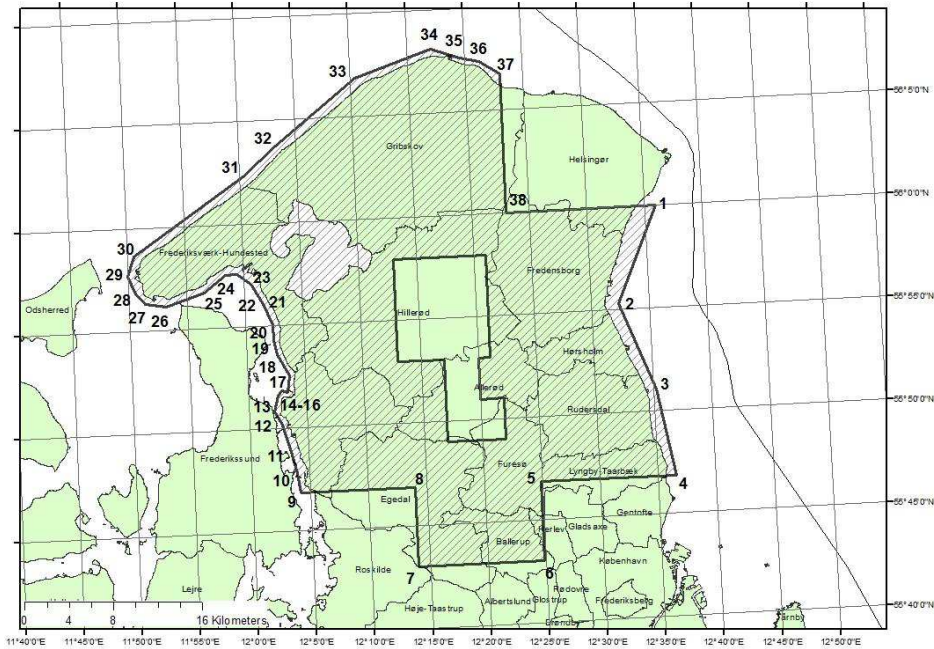 34
35
36
37
33
56°5'0"N
32
Gribskov
Helsingør
31
56°0'0"N
38
1
30
Frederiksværk-Hundested
29
23
Fredensborg
24
28
25
22
21
55°55'0"N
27
26
2
Odsherred
Hillerød
20
19
Hørsholm
18
17
Allerød
3
13
14-16
55°50'0"N
Rudersdal
12
11
Frederikssund
Furesø
Lyngby-Taarbæk
10
8
5
4
9
Egedal
55°45'0"N
Gentofte
Herlev
Gladsaxe
Ballerup
København
Roskilde
7
6
Lejre
Rødovre
Albertslund
Glostrup
Frederiksberg
Høje-Taastrup
55°40'0"N
0 4 8 16 Kilometers
Brøndby
Tårnby
11°40'0"E 11°45'0"E 11°50'0"E 11°55'0"E 12°0'0"E 12°5'0"E 12°10'0"E 12°15'0"E 12°20'0"E 12°25'0"E 12°30'0"E 12°35'0"E 12°40'0"E 12°45'0"E 12°50'0"E